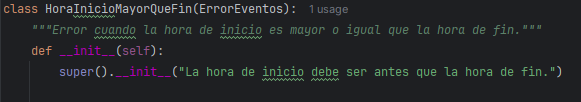 class HoraInicioMayorQueFin(ErrorEventos): 1 usage
"""Error cuando la hora de inicio es mayor o igual que la hora de fin."""
def __init__(self):
super().__init__("La hora de inicio debe ser antes que la hora de fin.")